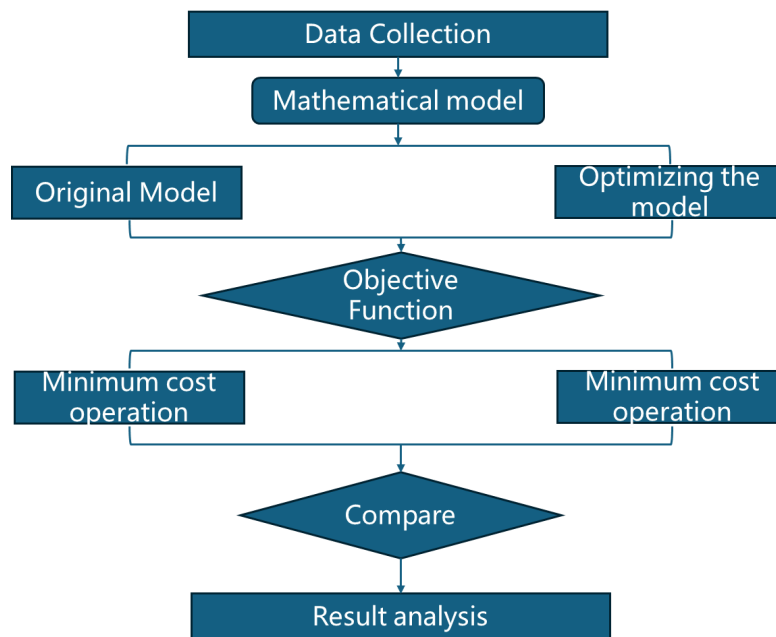 Data Collection
Mathematical model
Original Model
Optimizing the
model
Objective
Function
Minimum cost
operation
Minimum cost
operation
Compare
Result analysis